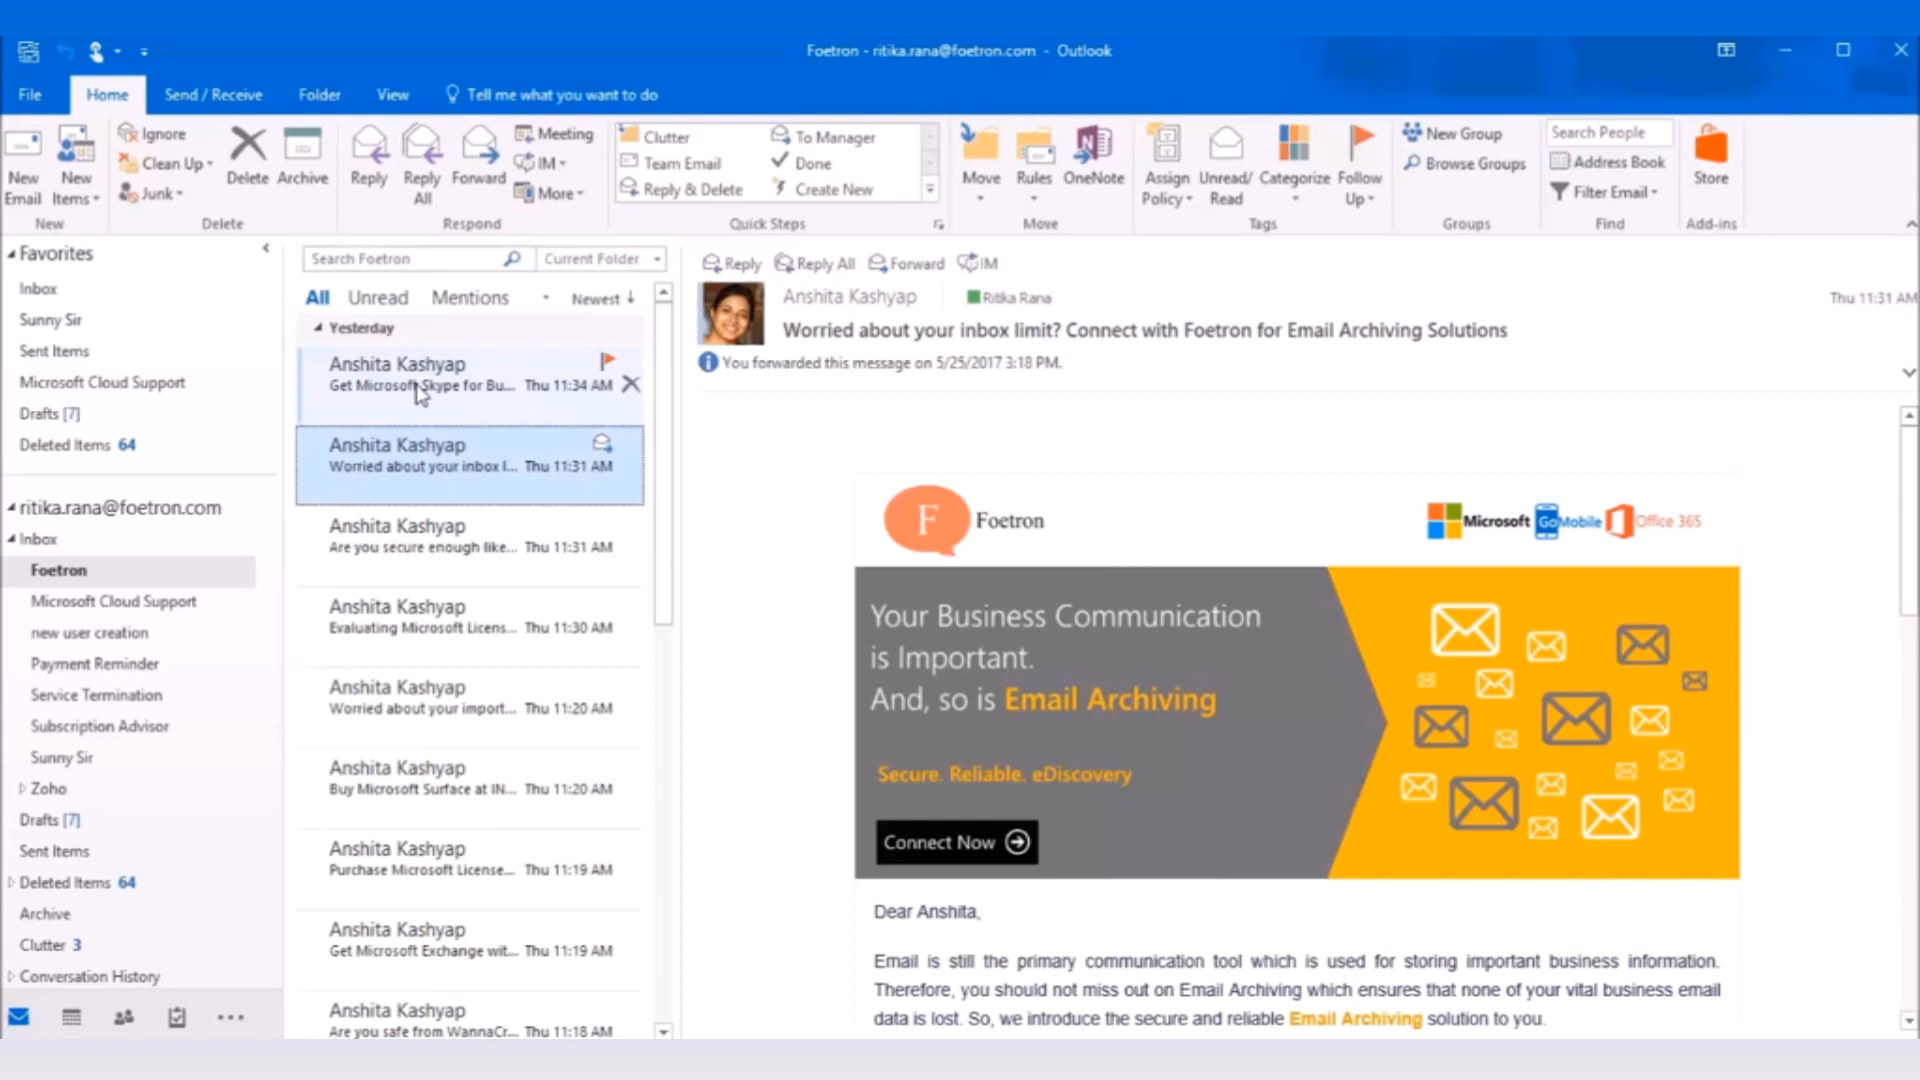 Foetron - ritika.rana@foetron.com - Outlook
File Home Send / Receive Folder View Tell me what you want to do
New Email
New Items
New
Ignore
Clean Up
Junk
Delete
Archive
Delete
Reply
Reply All
Forward
Meeting
IM
More
Respond
Clutter
Team Email
Reply & Delete
To Manager
Done
Create New
Quick Steps
Move
Rules
OneNote
Move
Assign Policy
Unread/ Read
Categorize
Follow Up
Tags
New Group
Browse Groups
Groups
Search People
Address Book
Filter Email
Find
Store
Add-ins
Favorites
Inbox
Sunny Sir
Sent Items
Microsoft Cloud Support
Drafts [7]
Deleted Items 64
ritika.rana@foetron.com
Inbox
Foetron
Microsoft Cloud Support
new user creation
Payment Reminder
Service Termination
Subscription Advisor
Sunny Sir
Zoho
Drafts [7]
Sent Items
Deleted Items 64
Archive
Clutter 3
Conversation History
Search Foetron Current Folder
All Unread Mentions Newest
Yesterday
Anshita Kashyap
Get Microsoft Skype for Bu... Thu 11:34 AM
Anshita Kashyap
Worried about your inbox l... Thu 11:31 AM
Anshita Kashyap
Are you secure enough like... Thu 11:31 AM
Anshita Kashyap
Evaluating Microsoft Licens... Thu 11:30 AM
Anshita Kashyap
Worried about your import... Thu 11:20 AM
Anshita Kashyap
Buy Microsoft Surface at IN... Thu 11:20 AM
Anshita Kashyap
Purchase Microsoft License... Thu 11:19 AM
Anshita Kashyap
Get Microsoft Exchange wit... Thu 11:19 AM
Anshita Kashyap
Are you safe from WannaCr... Thu 11:18 AM
Reply Reply All Forward IM
Anshita Kashyap Ritika Rana Thu 11:31 AM
Worried about your inbox limit? Connect with Foetron for Email Archiving Solutions
You forwarded this message on 5/25/2017 3:18 PM.
F Foetron
Microsoft GoMobile Office 365
Your Business Communication
is Important.
And, so is Email Archiving
Secure. Reliable. eDiscovery
Connect Now
Dear Anshita,
Email is still the primary communication tool which is used for storing important business information.
Therefore, you should not miss out on Email Archiving which ensures that none of your vital business email
data is lost. So, we introduce the secure and reliable Email Archiving solution to you.